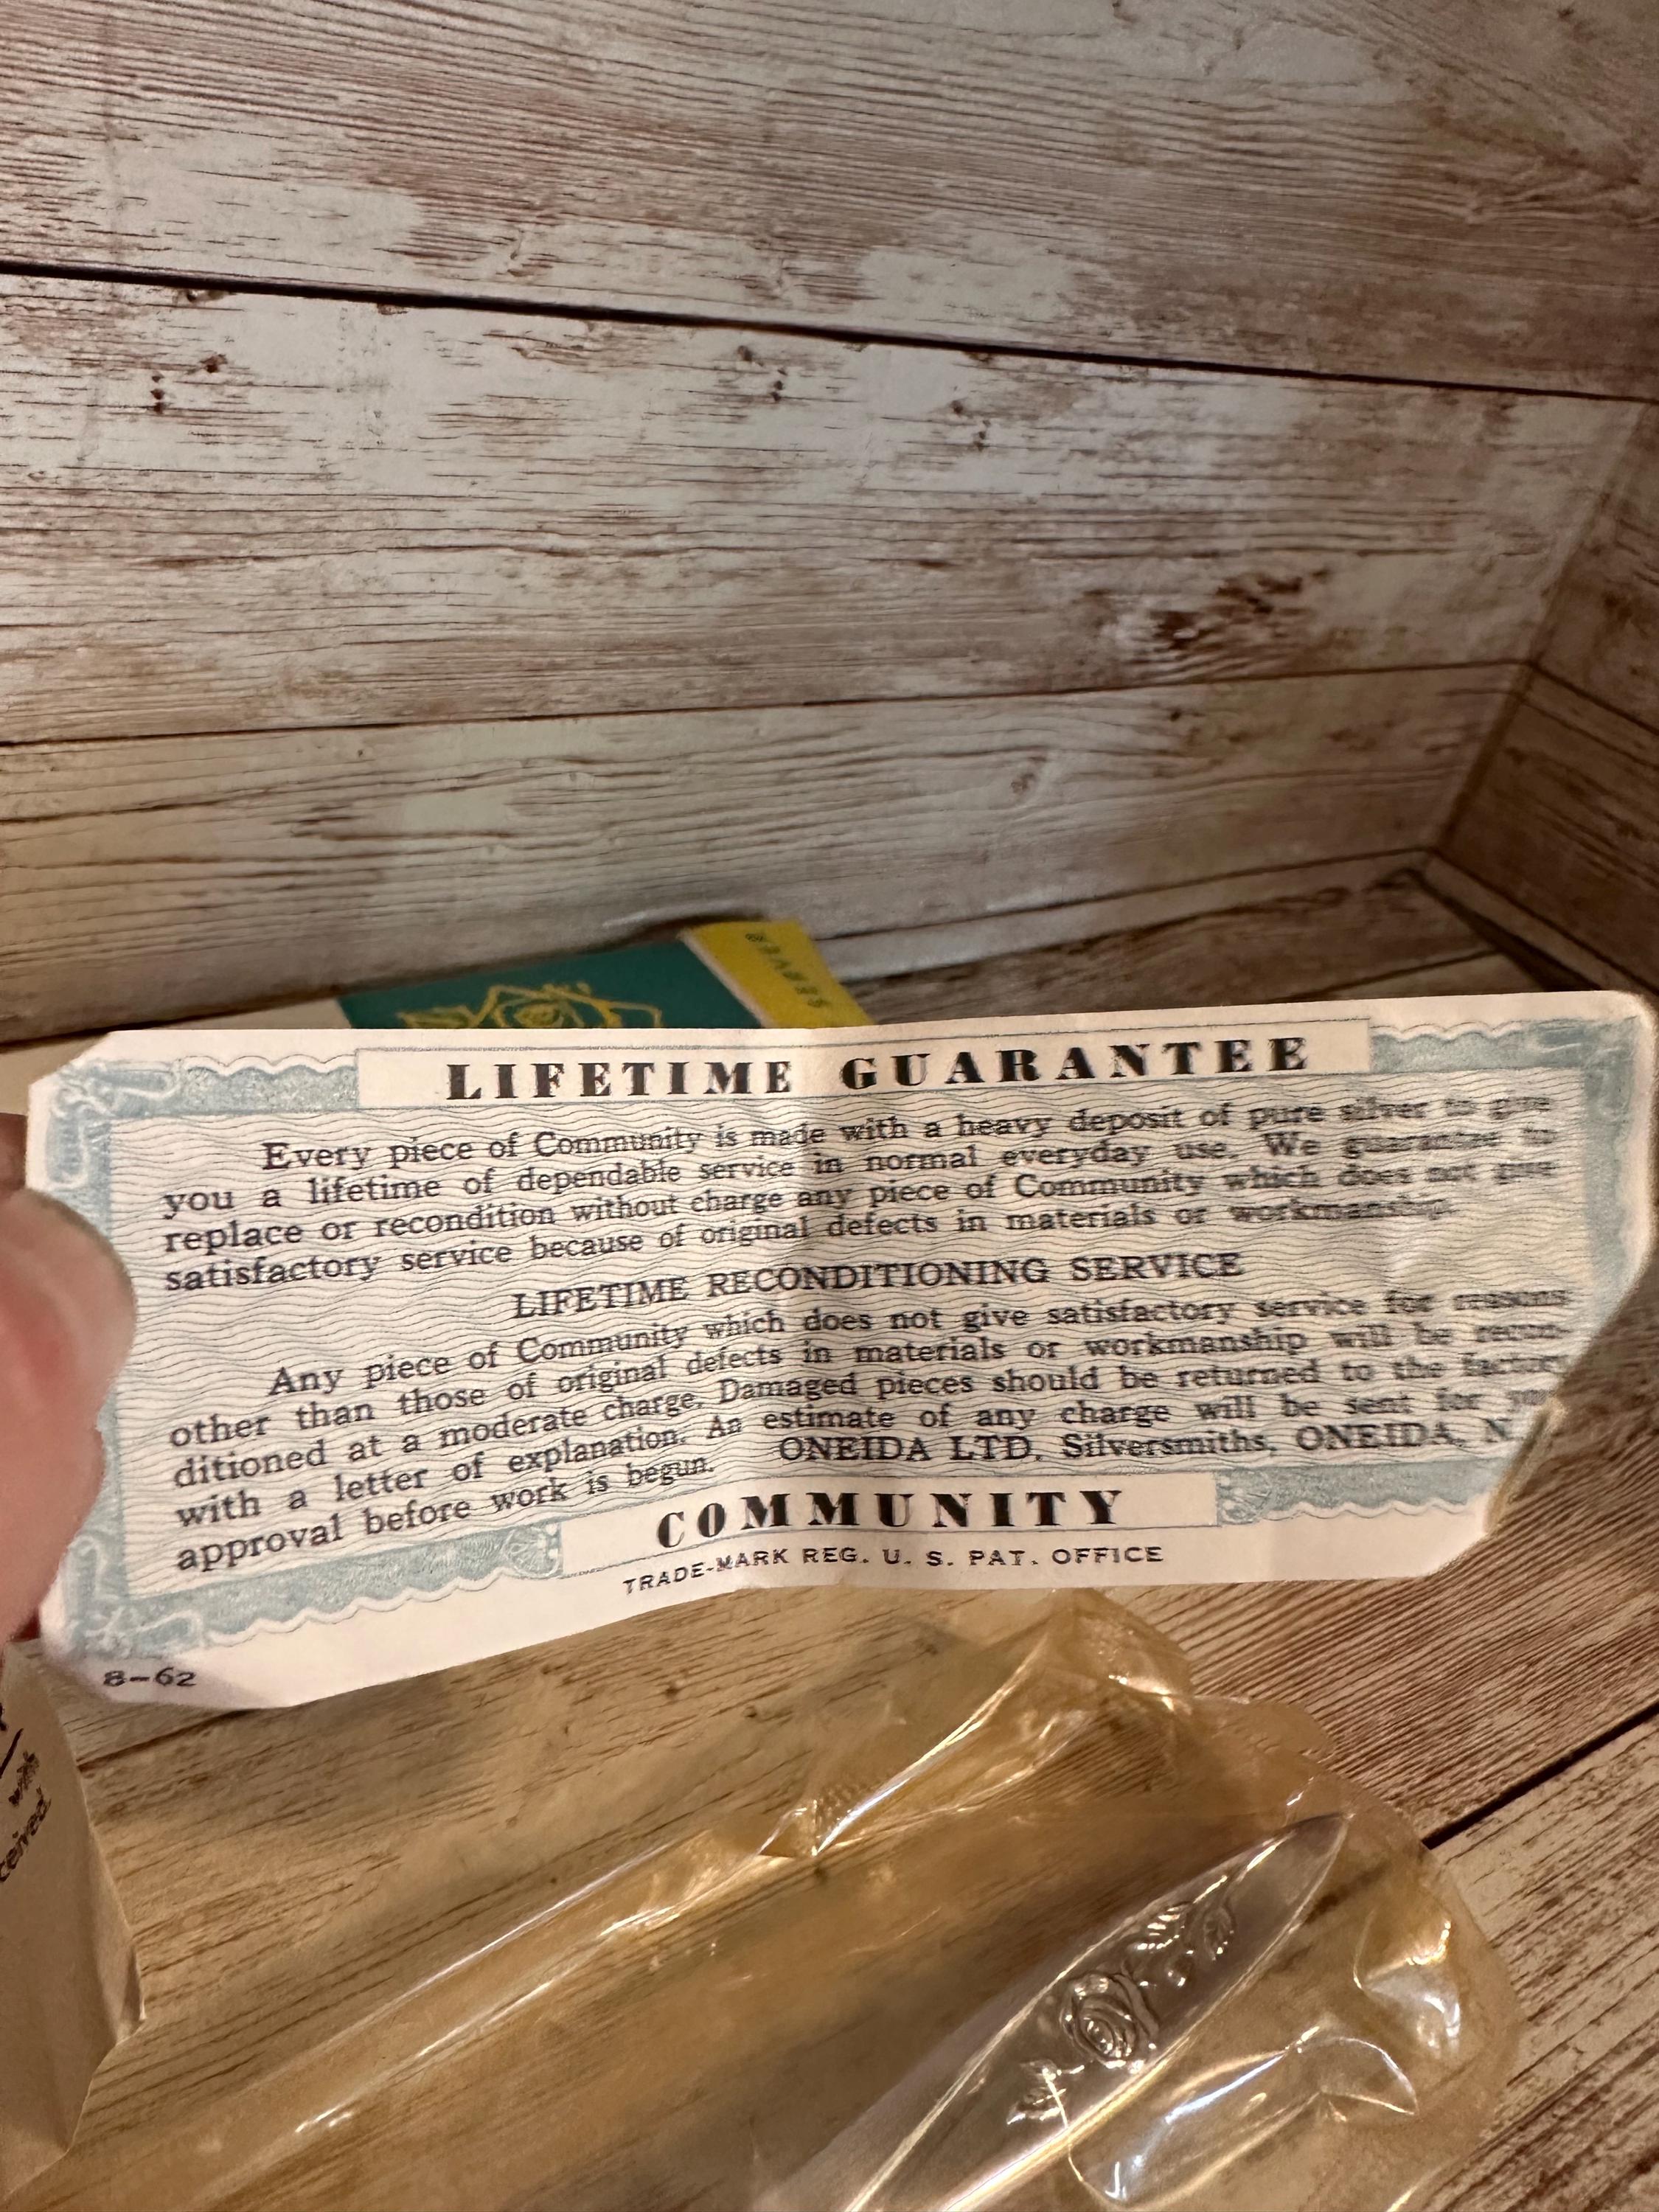 SERVER
LIFETIME GUARANTEE
Every piece of Community is made with a heavy deposit of pure silver to give
you a lifetime of dependable service in normal everyday use. We guarantee to
replace or recondition without charge any piece of Community which does not give
satisfactory service because of original defects in materials or workmanship.
LIFETIME RECONDITIONING SERVICE
Any piece of Community which does not give satisfactory service for reasons
other than those of original defects in materials or workmanship will be recon-
ditioned at a moderate charge. Damaged pieces should be returned to the factory
with a letter of explanation. An estimate of any charge will be sent for you
approval before work is begun. ONEIDA LTD. Silversmiths, ONEIDA, N.
COMMUNITY
TRADE-MARK REG. U. S. PAT. OFFICE
8-62
with
ceived